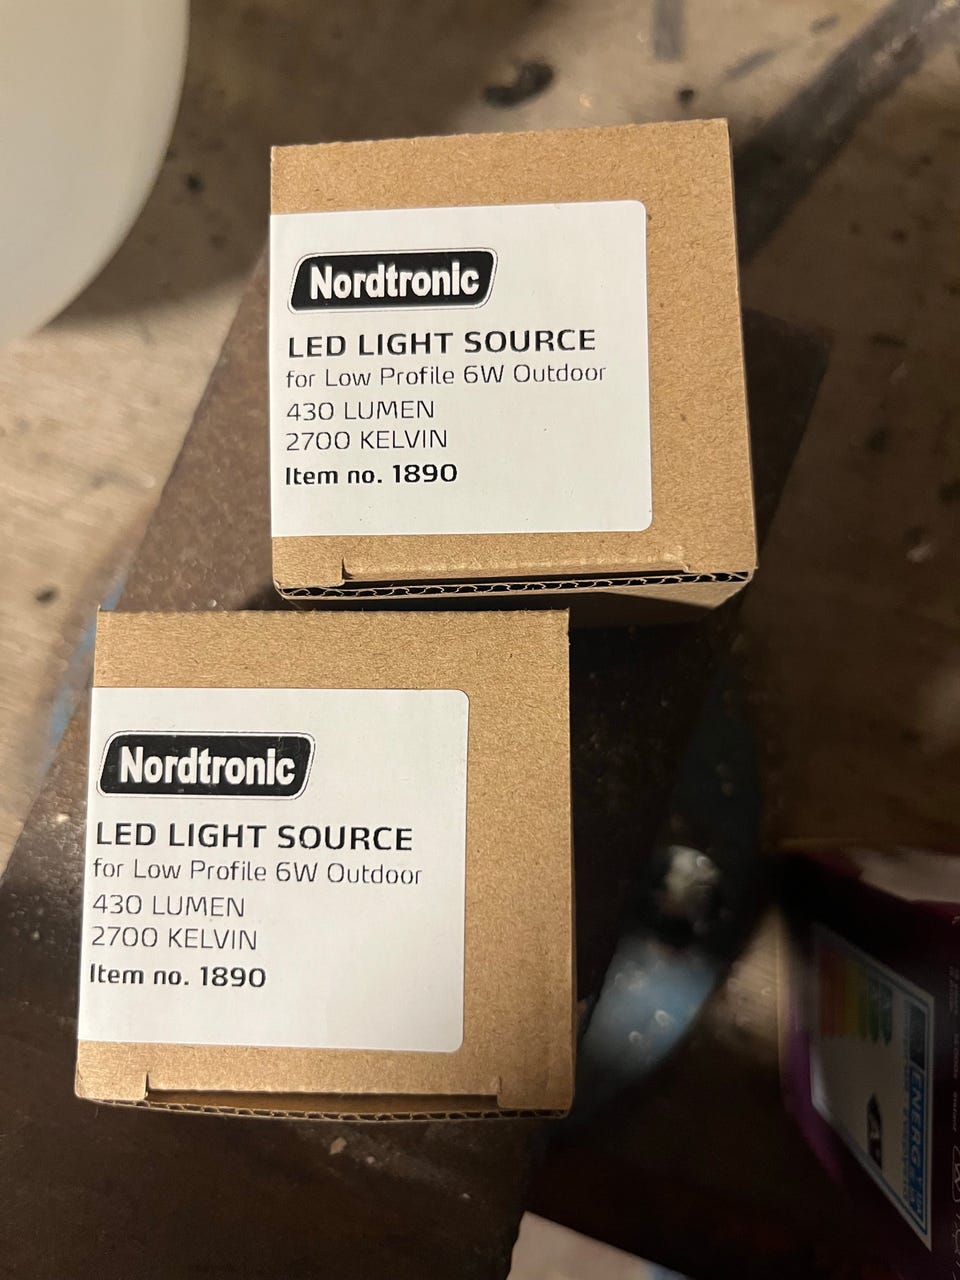 Nordtronic
LED LIGHT SOURCE
for Low Profile 6W Outdoor
430 LUMEN
2700 KELVIN
Item no. 1890
Nordtronic
LED LIGHT SOURCE
for Low Profile 6W Outdoor
430 LUMEN
2700 KELVIN
Item no. 1890
ENERG